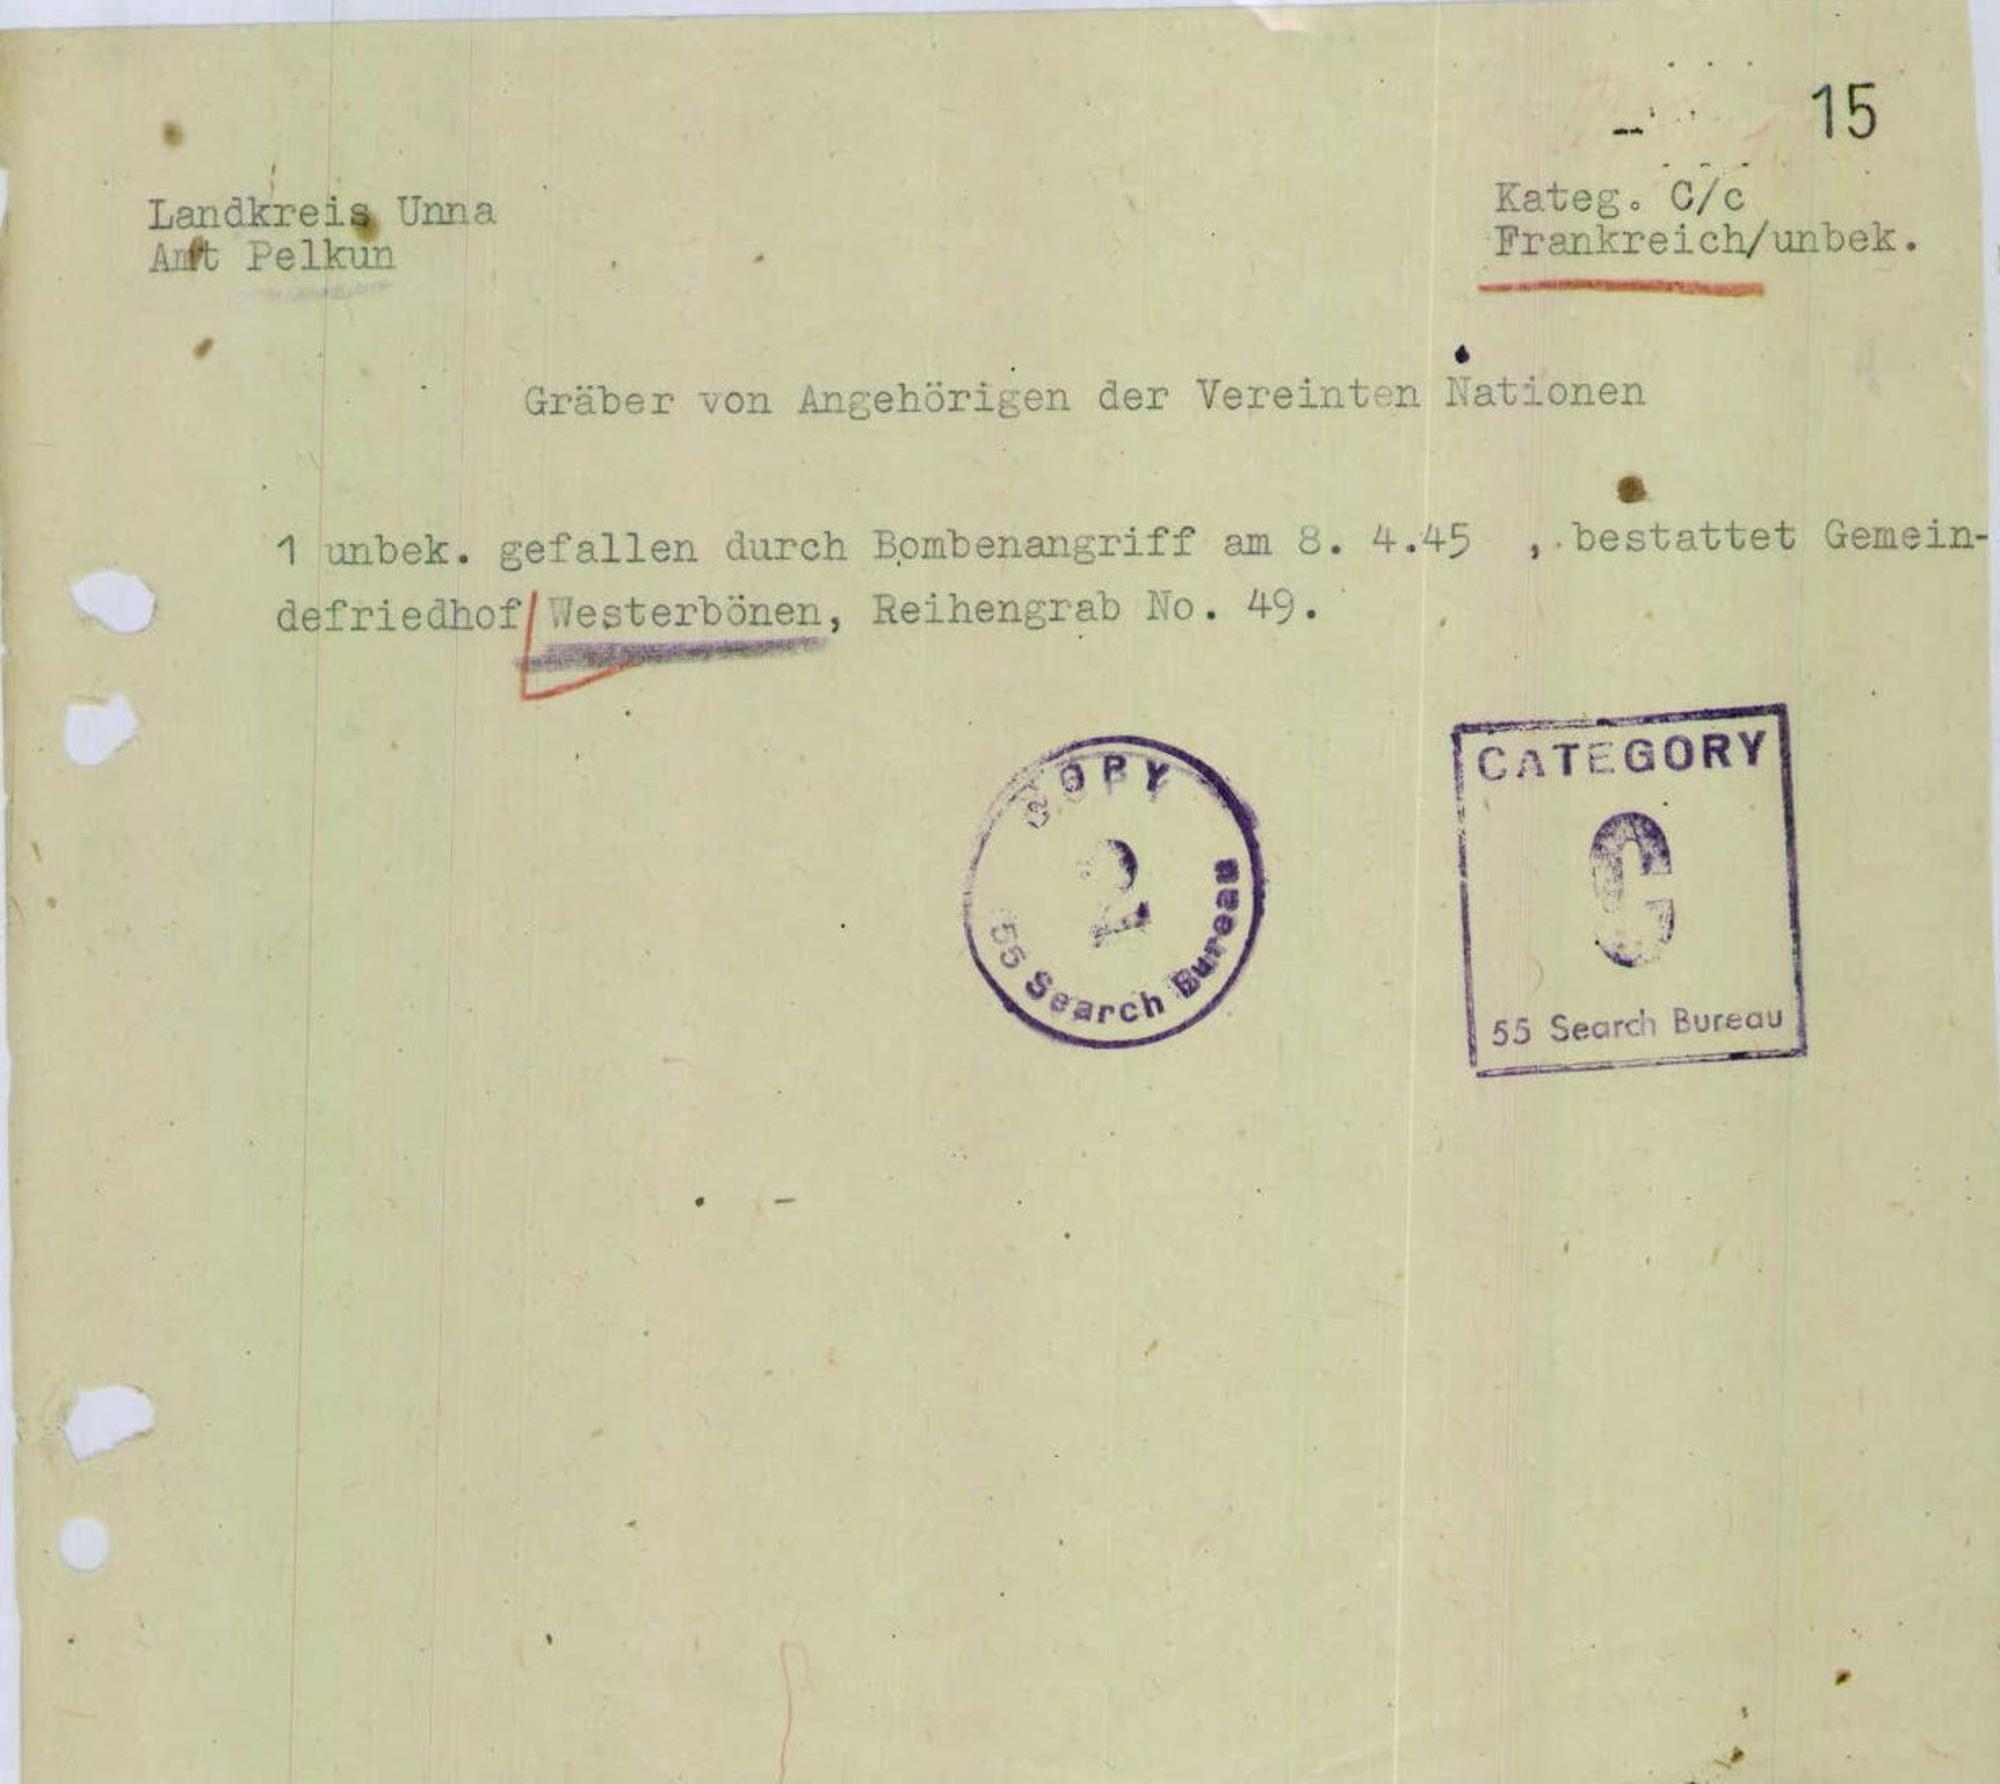 15
Landkreis Unna
Amt Pelkun
Kateg. C/c
Frankreich/unbek.
Gräber von Angehörigen der Vereinten Nationen
1 unbek. gefallen durch Bombenangriff am 8. 4.45 , bestattet Gemein-
defriedhof Westerbönen, Reihengrab No. 49.
COPY
2
55 Search Bureau
CATEGORY
C
55 Search Bureau